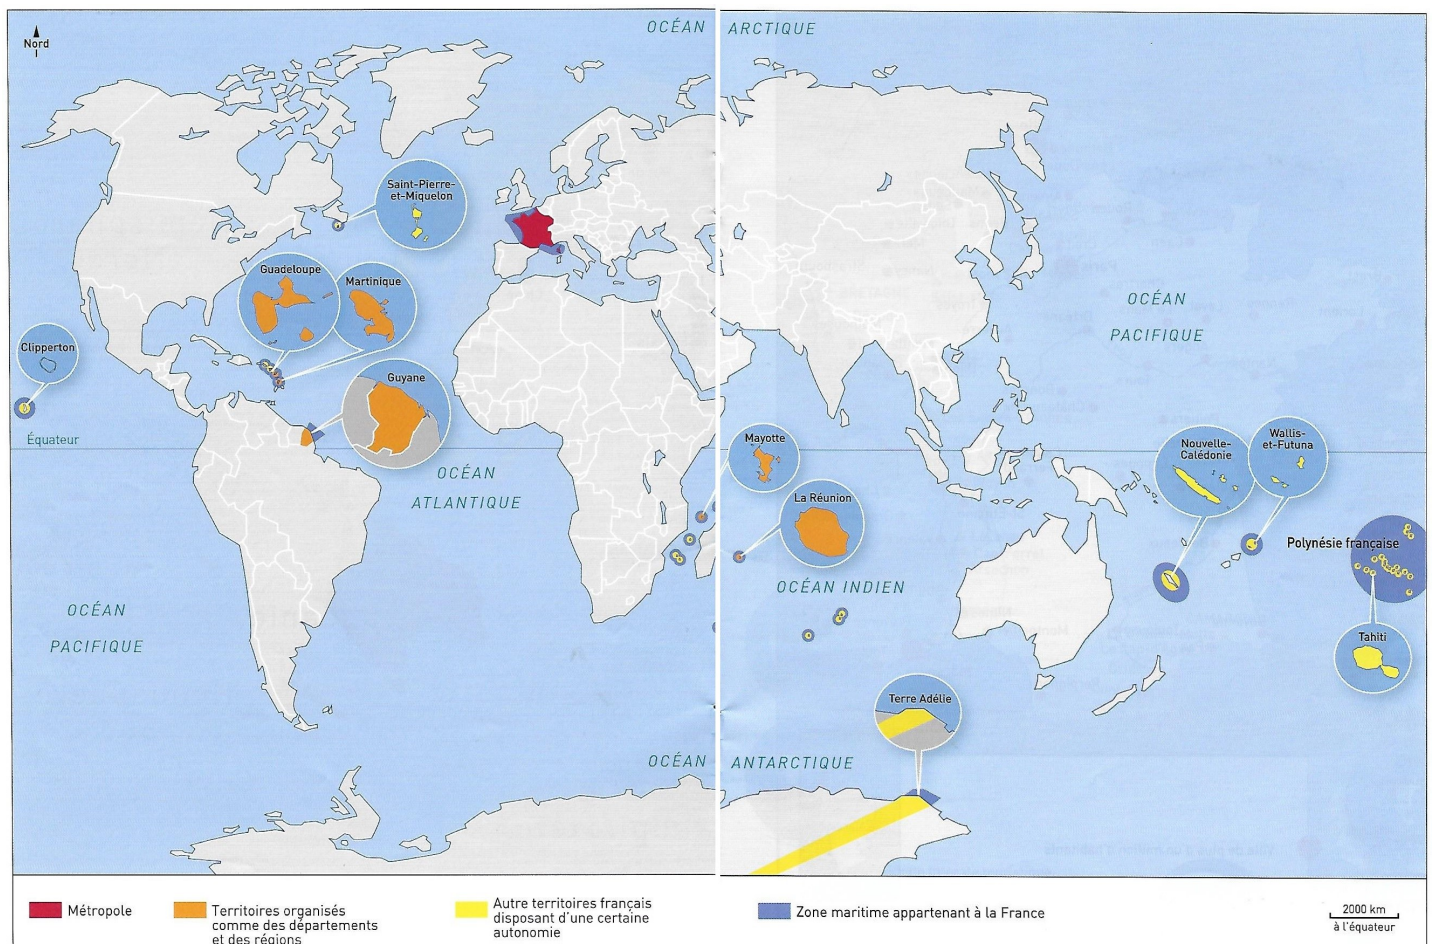 OCÉAN ARCTIQUE
Nord
Saint-Pierre-
et-Miquelon
Guadeloupe
Martinique
Clipperton
Guyane
Équateur
OCÉAN
ATLANTIQUE
OCÉAN
PACIFIQUE
OCÉAN
PACIFIQUE
Mayotte
La Réunion
OCÉAN INDIEN
Nouvelle-
Calédonie
Wallis-
et-Futuna
Polynésie française
Tahiti
Terre Adélie
OCÉAN ANTARCTIQUE
Métropole
Territoires organisés
comme des départements
et des régions
Autre territoires français
disposant d'une certaine
autonomie
Zone maritime appartenant à la France
2000 km
à l'équateur